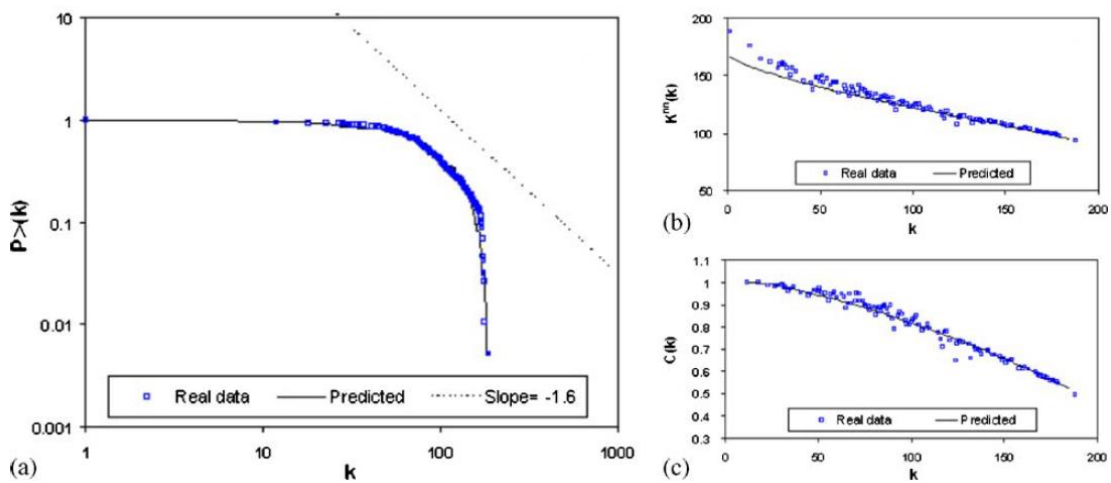 10
1
0.1
0.01
0.001
P>(k)
1
10
100
1000
k
Real data
Predicted
Slope= -1.6
(a)
200
150
100
50
K^nn(k)
0
50
100
150
200
k
Real data
Predicted
(b)
1.1
1
0.9
0.8
0.7
0.6
0.5
0.4
0.3
C(k)
0
50
100
150
200
k
Real data
Predicted
(c)